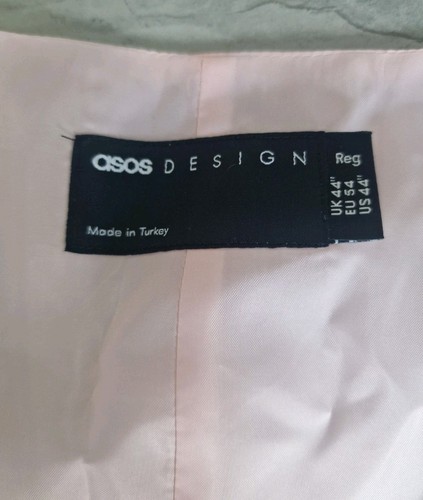 asos DESIGN
Made in Turkey
Reg
UK 44"
EU 54
US 44"